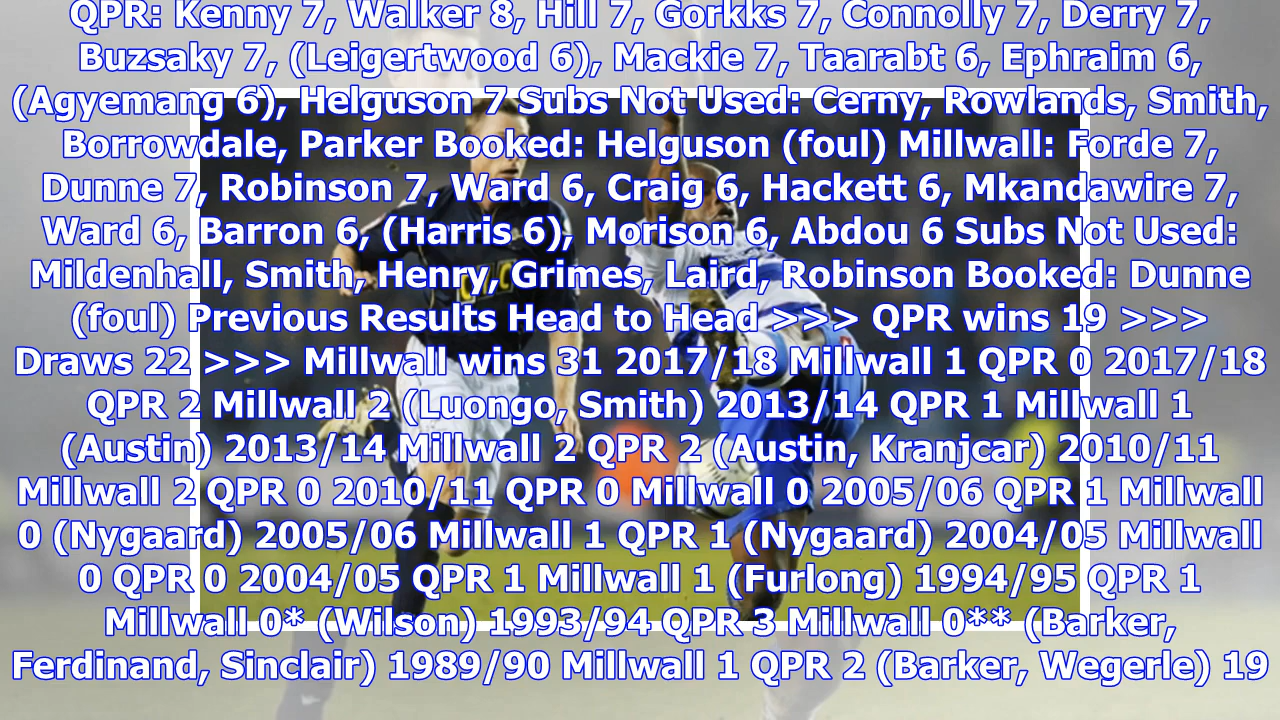 QPR: Kenny 7, Walker 8, Hill 7, Gorkks 7, Connolly 7, Derry 7,
Buzsaky 7, (Leigertwood 6), Mackie 7, Taarabt 6, Ephraim 6,
(Agyemang 6), Helguson 7 Subs Not Used: Cerny, Rowlands, Smith,
Borrowdale, Parker Booked: Helguson (foul) Millwall: Forde 7,
Dunne 7, Robinson 7, Ward 6, Craig 6, Hackett 6, Mkandawire 7,
Ward 6, Barron 6, (Harris 6), Morison 6, Abdou 6 Subs Not Used:
Mildenhall, Smith, Henry, Grimes, Laird, Robinson Booked: Dunne
(foul) Previous Results Head to Head >>> QPR wins 19 >>>
Draws 22 >>> Millwall wins 31 2017/18 Millwall 1 QPR 0 2017/18
QPR 2 Millwall 2 (Luongo, Smith) 2013/14 QPR 1 Millwall 1
(Austin) 2013/14 Millwall 2 QPR 2 (Austin, Kranjcar) 2010/11
Millwall 2 QPR 0 2010/11 QPR 0 Millwall 0 2005/06 QPR 1 Millwall
0 (Nygaard) 2005/06 Millwall 1 QPR 1 (Nygaard) 2004/05 Millwall
0 QPR 0 2004/05 QPR 1 Millwall 1 (Furlong) 1994/95 QPR 1
Millwall 0* (Wilson) 1993/94 QPR 3 Millwall 0** (Barker,
Ferdinand, Sinclair) 1989/90 Millwall 1 QPR 2 (Barker, Wegerle) 19